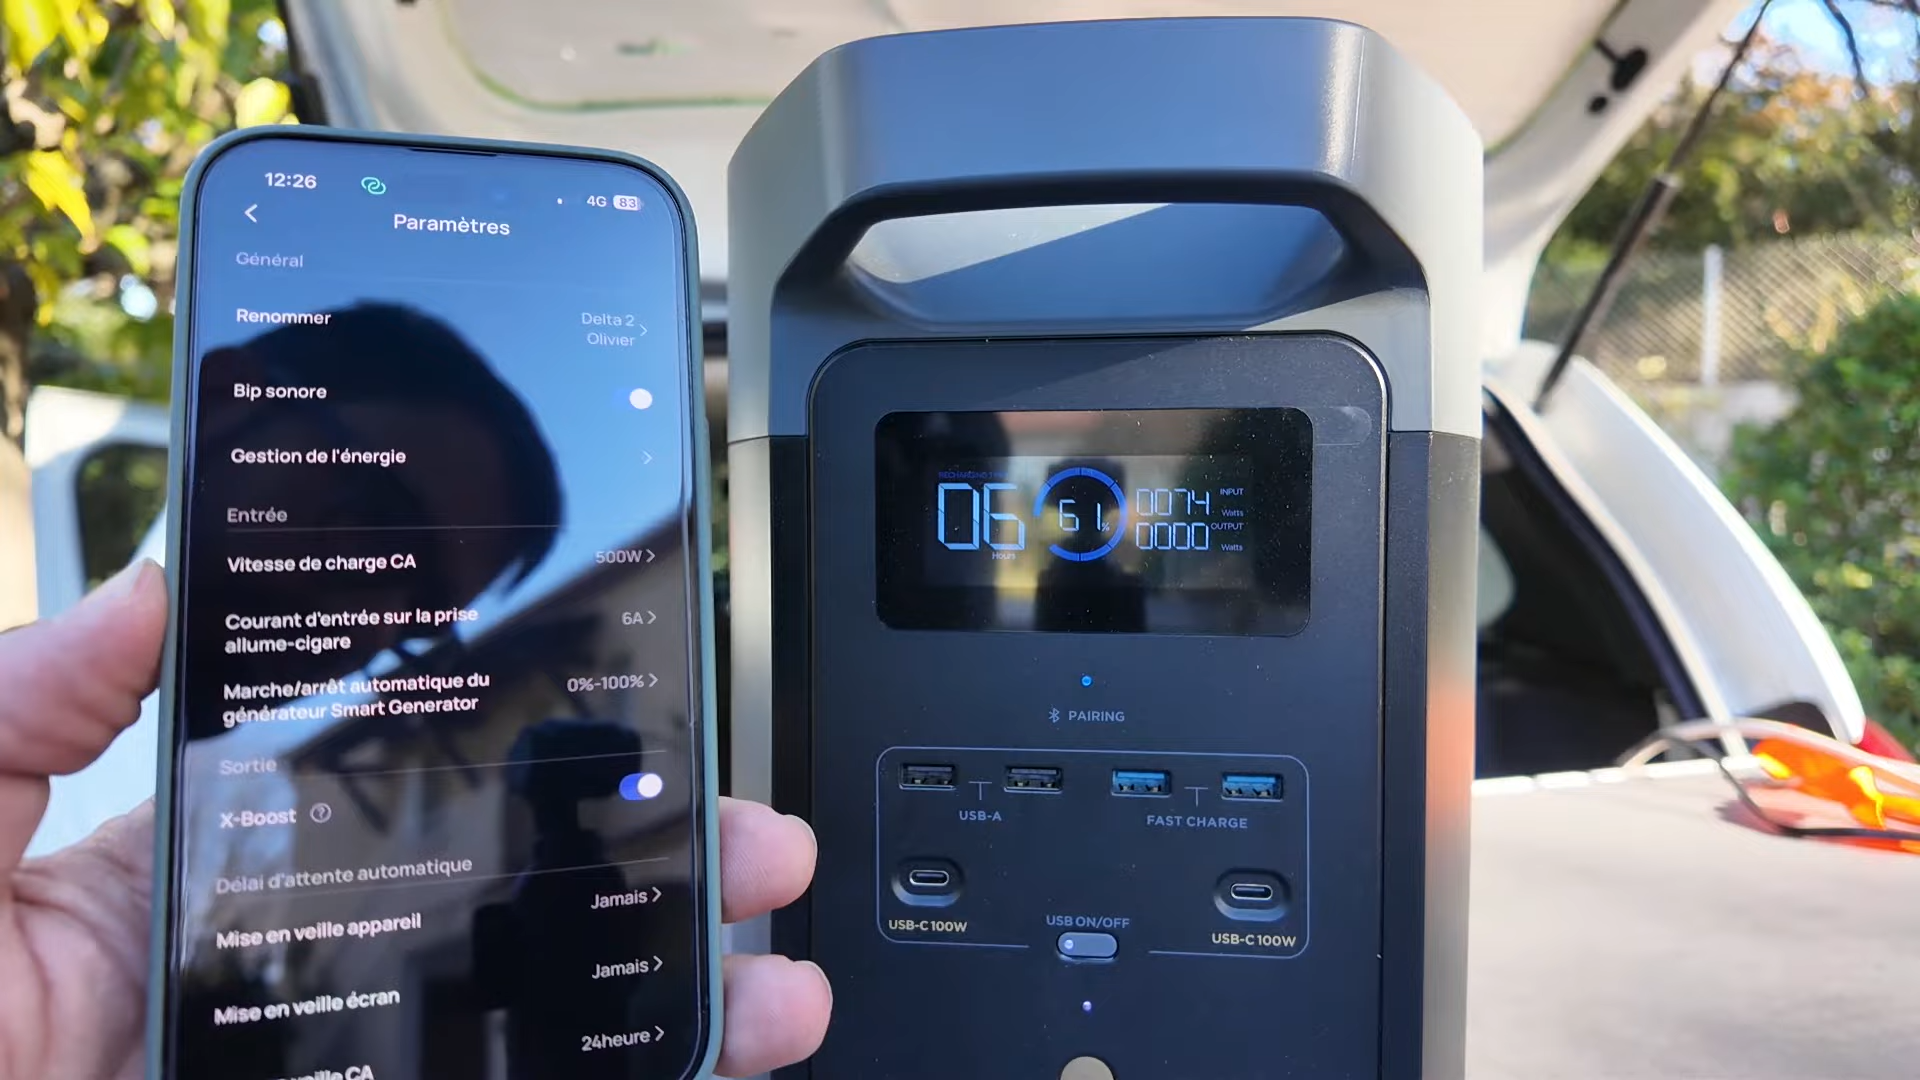 12:26
4G 83
Paramètres
Général
Renommer
Delta 2
Olivier
Bip sonore
Gestion de l'énergie
Entrée
Vitesse de charge CA
500W
Courant d'entrée sur la prise
allume-cigare
6A
Marche/arrêt automatique du
générateur Smart Generator
0%-100%
Sortie
X-Boost
Délai d'attente automatique
Mise en veille appareil
Jamais
Mise en veille écran
Jamais
24heure
veille CA
06
Hours
61%
0074
INPUT
Watts
0000
OUTPUT
Watts
PAIRING
USB-A
FAST CHARGE
USB-C 100W
USB ON/OFF
USB-C 100W